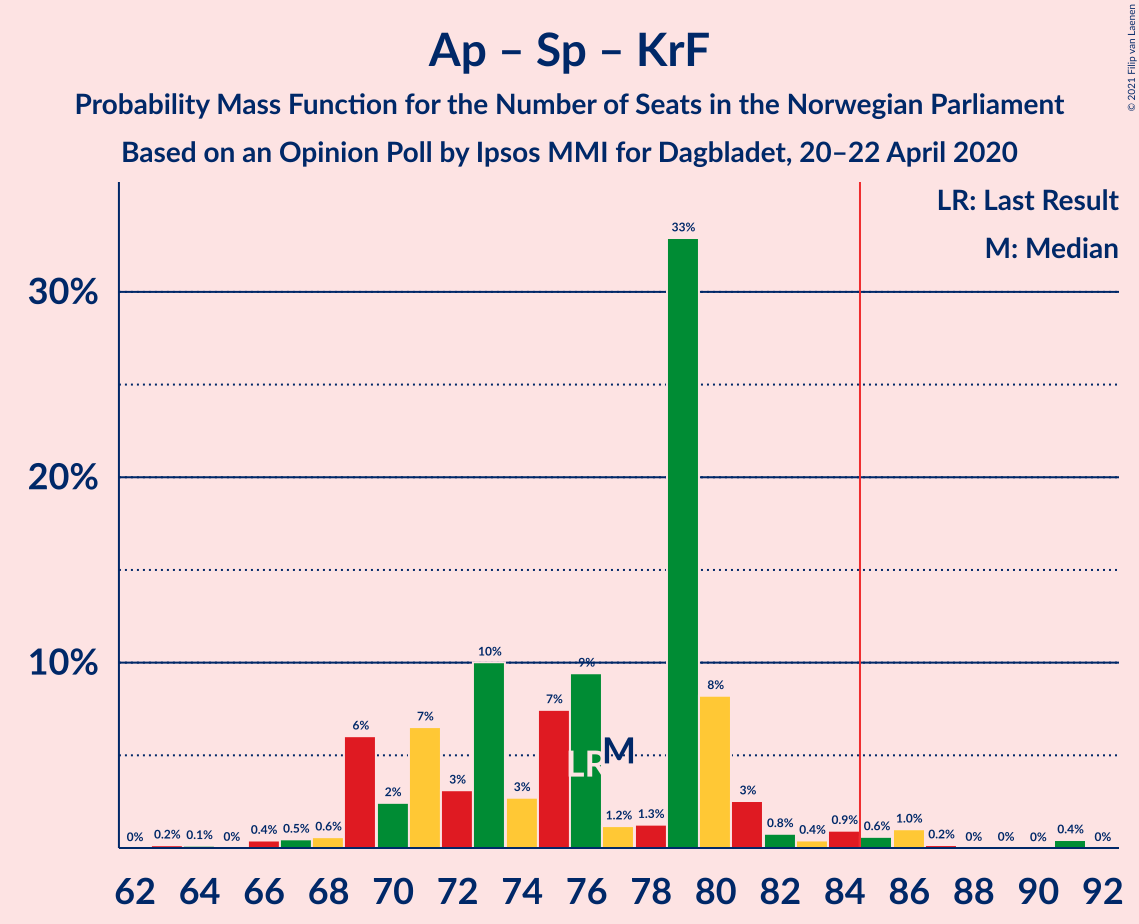 Ap – Sp – KrF
Probability Mass Function for the Number of Seats in the Norwegian Parliament
Based on an Opinion Poll by Ipsos MMI for Dagbladet, 20–22 April 2020
© 2021 Filip van Laenen
LR: Last Result
M: Median
30%
20%
10%
0% 0.2% 0.1% 0% 0.4% 0.5% 0.6% 6% 2% 7% 3% 10% 3% 7% 9% 1.2% 1.3% 33% 8% 3% 0.8% 0.4% 0.9% 0.6% 1.0% 0.2% 0% 0% 0% 0.4% 0%
LR M
62 64 66 68 70 72 74 76 78 80 82 84 86 88 90 92